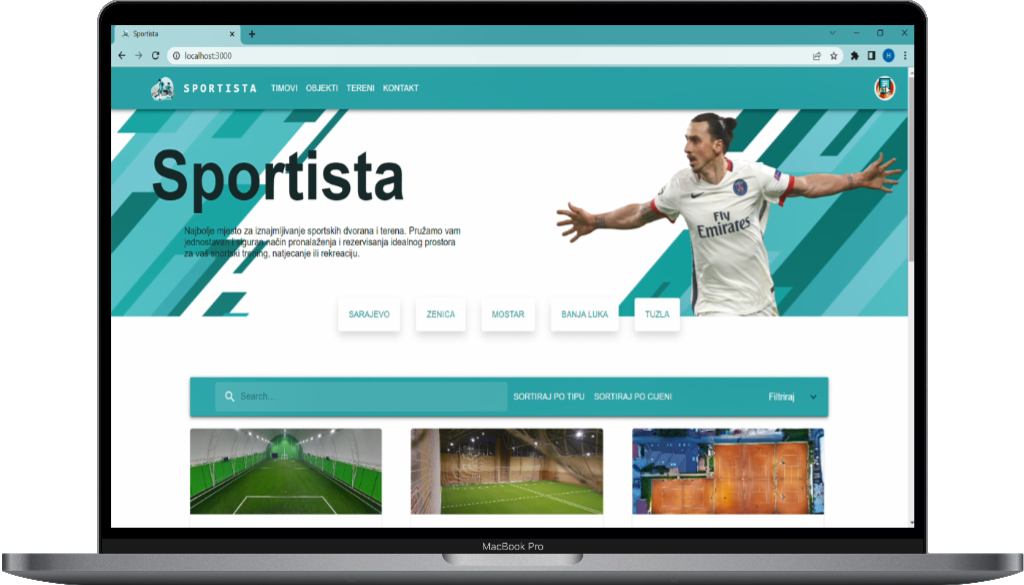 Sportista
localhost:3000
SPORTISTA TIMOVI OBJEKTI TERENI KONTAKT
Sportista
Najbolje mjesto za iznajmljivanje sportskih dvorana i terena. Pružamo vam
jednostavan i siguran način pronalaženja i rezervisanja idealnog prostora
za vaš sportski trening, natjecanje ili rekreaciju.
Fly
Emirates
SARAJEVO ZENICA MOSTAR BANJA LUKA TUZLA
Search... SORTIRAJ PO TIPU SORTIRAJ PO CIJENI Filtriraj
MacBook Pro